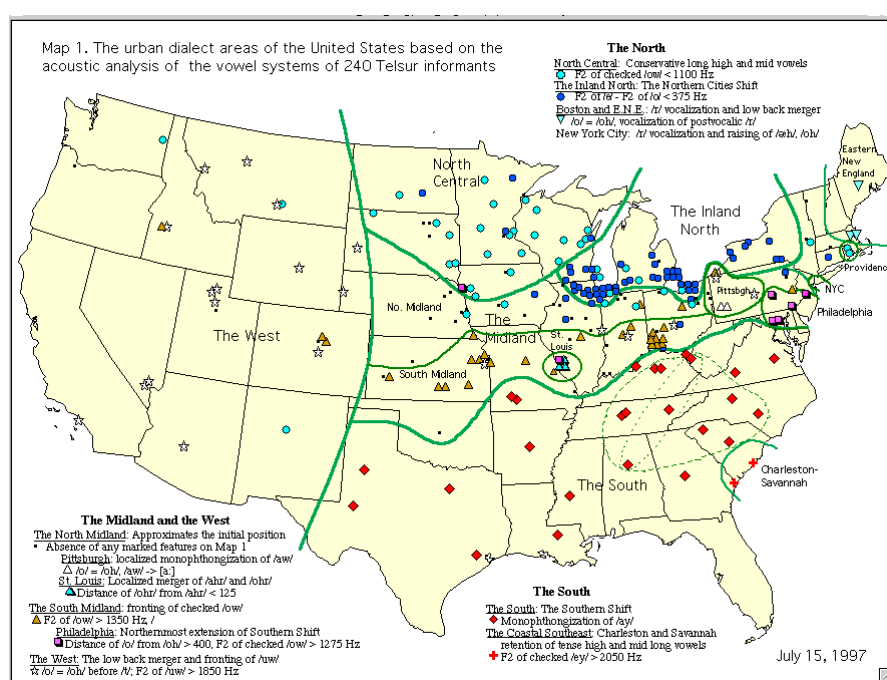 Map 1. The urban dialect areas of the United States based on the
acoustic analysis of the vowel systems of 240 Telsur informants
The North
North Central: Conservative long high and mid vowels
F2 of checked /ow/ < 1100 Hz
The Inland North: The Northern Cities Shift
F2 of /e/ - F2 of /o/ < 375 Hz
Boston and E.N.E.: /r/ vocalization and low back merger
/o/ = /oh/, vocalization of postvocalic /r/
New York City: /r/ vocalization and raising of /æh/, /oh/
Eastern
New
England
North
Central
The Inland
North
Providenc
NYC
Pittsbgh
Philadelphia
No. Midland
The
Midland
The West
St.
Louis
South Midland
Charleston-
Savannah
The South
The Midland and the West
The North Midland: Approximates the initial position
Absence of any marked features on Map 1
Pittsburgh: localized monophthongization of /aw/
/o/ = /oh/, /aw/ -> [a:]
St. Louis: Localized merger of /ahr/ and /ohr/
Distance of /ohr/ from /ahr/ < 125
The South Midland: fronting of checked /ow/
F2 of /ow/ > 1350 Hz, /
Philadelphia: Northernmost extension of Southern Shift
Distance of /o/ from /oh/ > 400, F2 of checked /ow/ > 1275 Hz
The West: The low back merger and fronting of /uw/
/o/ = /oh/ before /t/; F2 of /uw/ > 1850 Hz
The South
The South: The Southern Shift
Monophthongization of /ay/
The Coastal Southeast: Charleston and Savannah
retention of tense high and mid long vowels
F2 of checked /ey/ > 2050 Hz
July 15, 1997